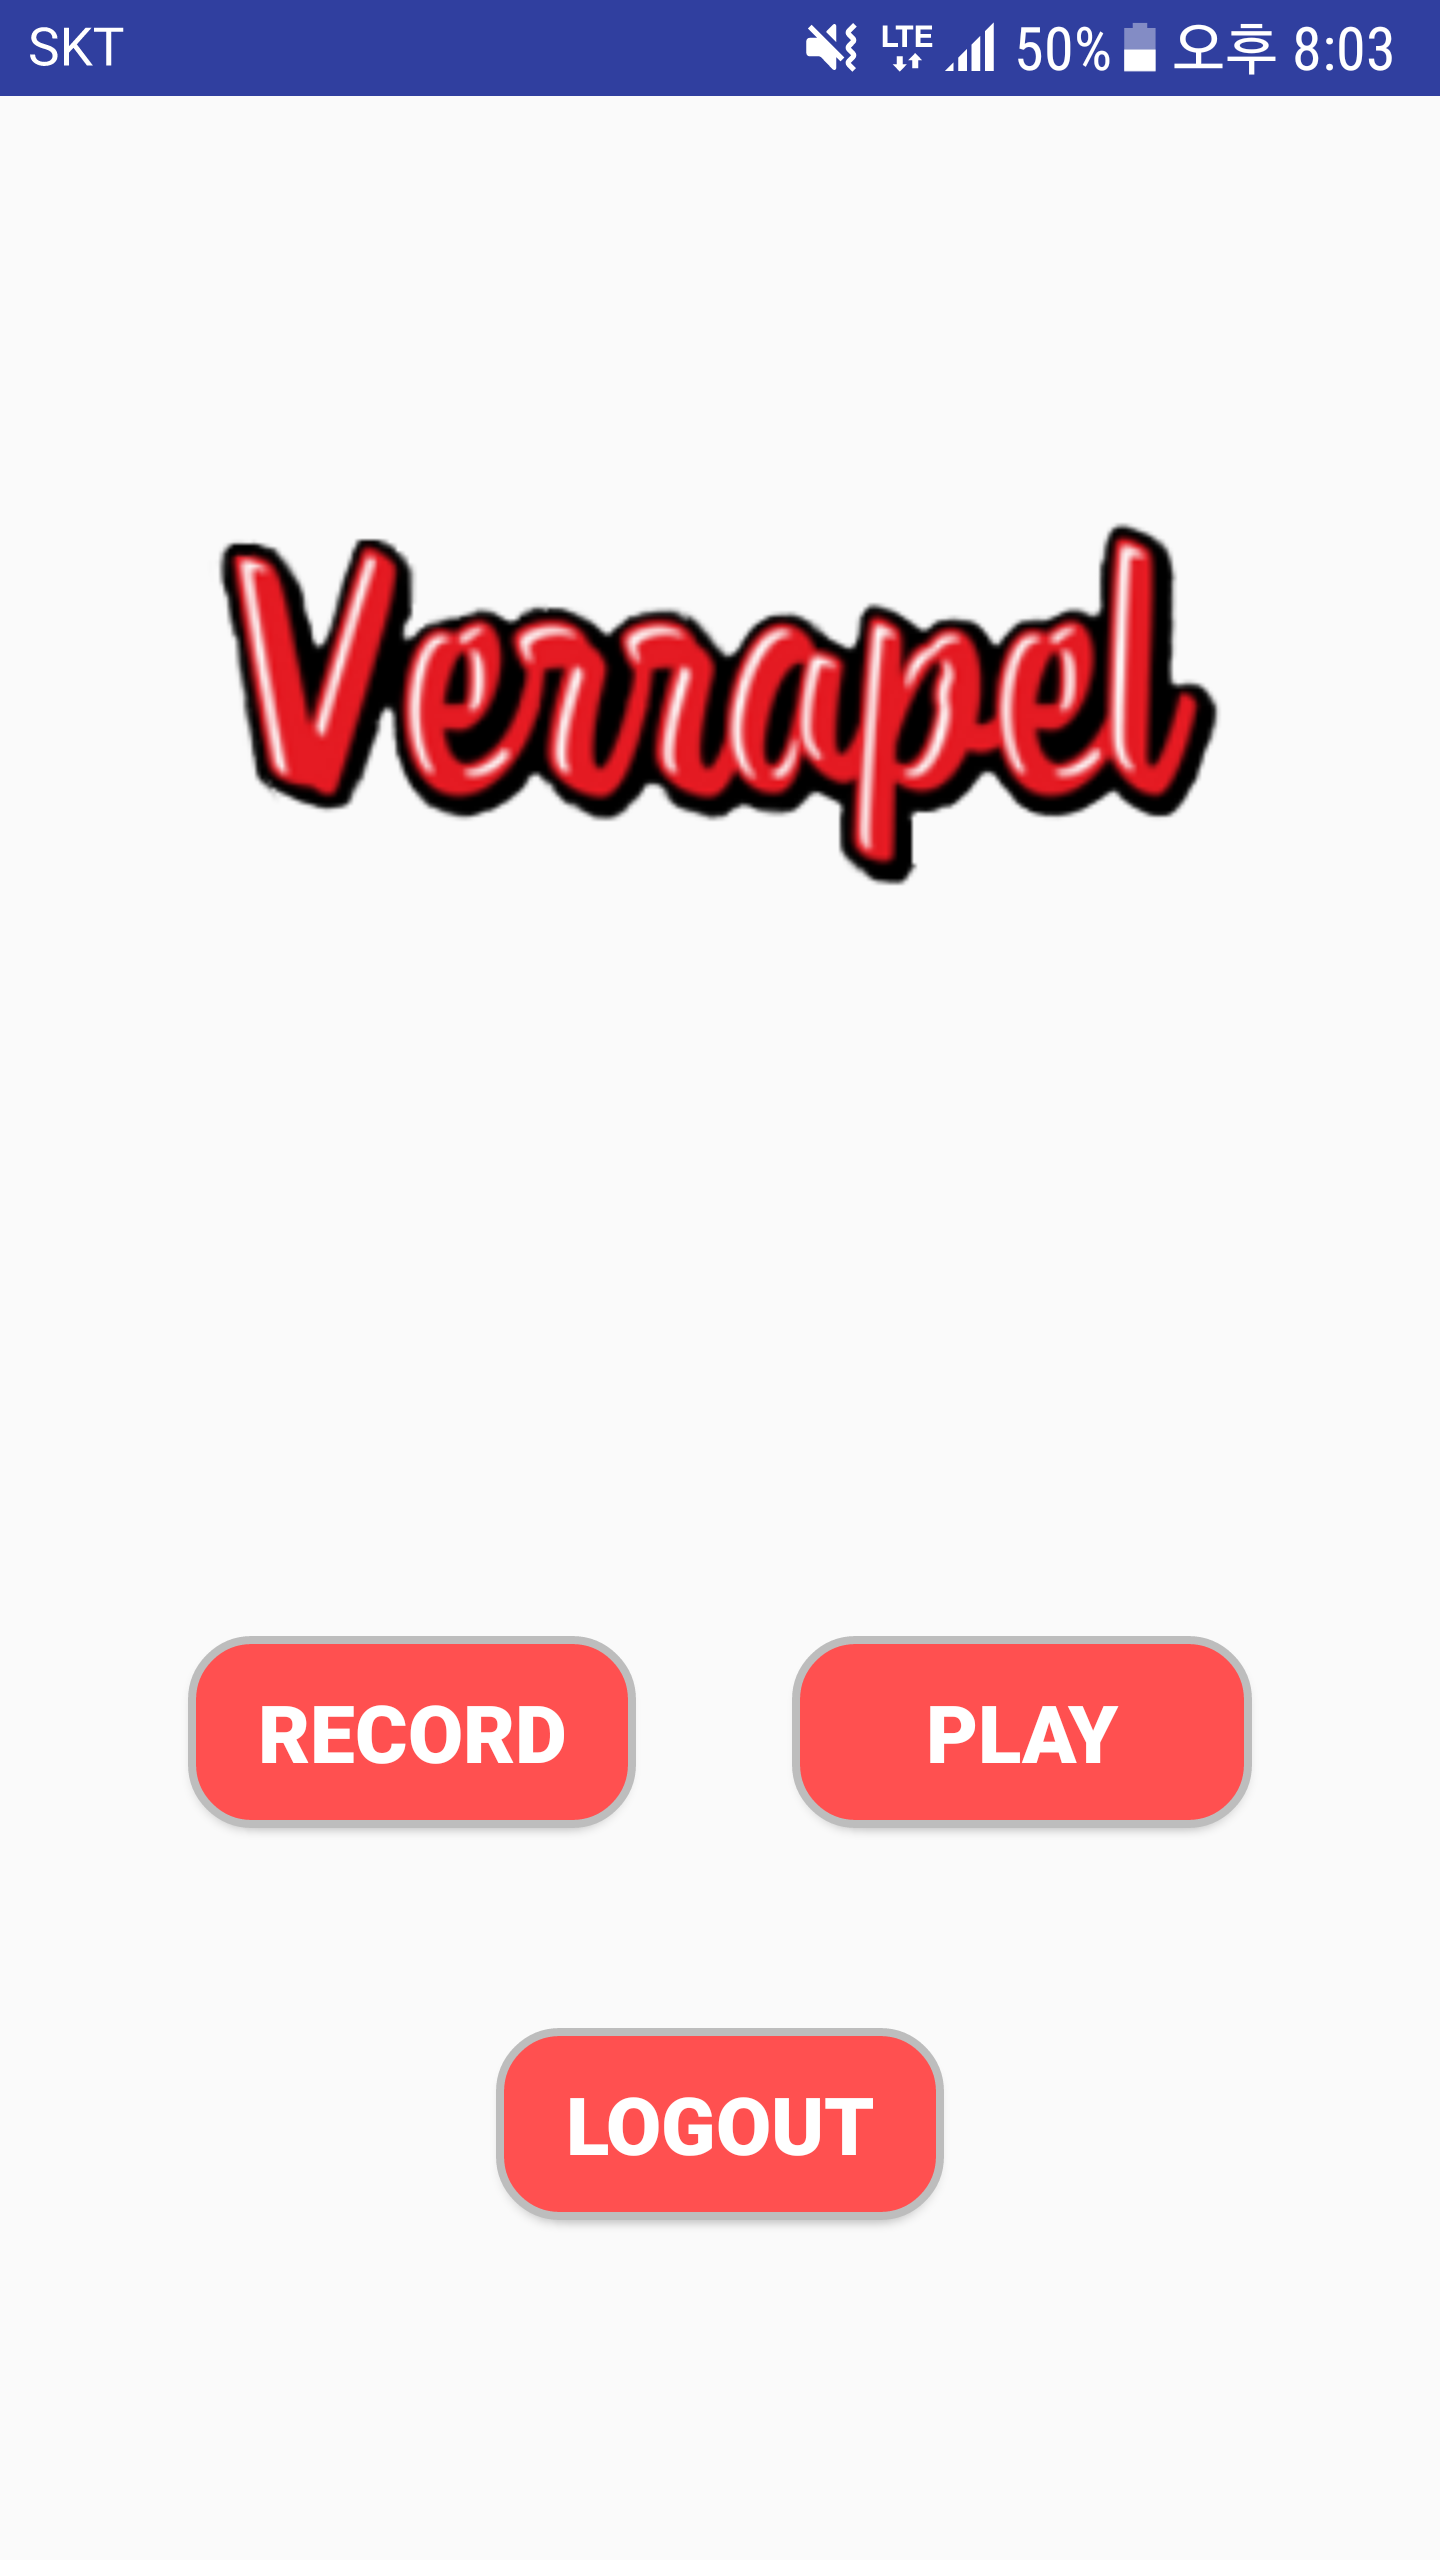 SKT LTE 50% 오후 8:03
Verrapel
RECORD PLAY
LOGOUT